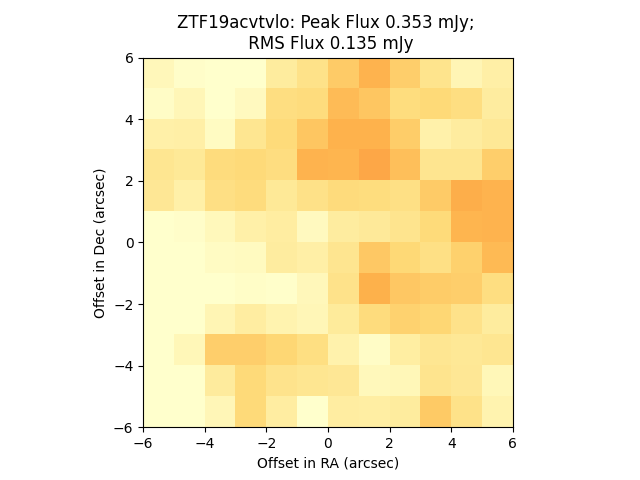 ZTF19acvtvlo: Peak Flux 0.353 mJy;
RMS Flux 0.135 mJy
6
4
2
0
−2
−4
−6
Offset in Dec (arcsec)
−6 −4 −2 0 2 4 6
Offset in RA (arcsec)